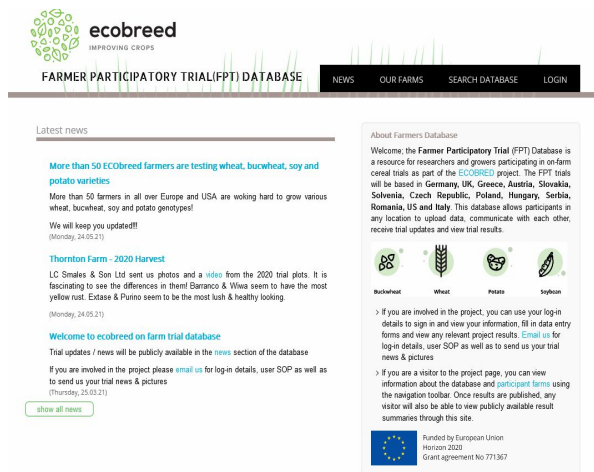 ecobreed
IMPROVING CROPS
FARMER PARTICIPATORY TRIAL(FPT) DATABASE
NEWS OUR FARMS SEARCH DATABASE LOGIN
Latest news
More than 50 ECObreed farmers are testing wheat, bucwheat, soy and
potato varieties
More than 50 farmers in all over Europe and USA are woking hard to grow various
wheat, bucwheat, soy and potato genotypes!
We will keep you updated!!!
(Monday, 24.05.21)
Thornton Farm - 2020 Harvest
LC Smales & Son Ltd sent us photos and a video from the 2020 trial plots. It is
fascinating to see the differences in them! Barranco & Wiwa seem to have the most
yellow rust. Extase & Purino seem to be the most lush & healthy looking.
(Monday, 24.05.21)
Welcome to ecobreed on farm trial database
Trial updates / news will be publicly available in the news section of the database
If you are involved in the project please email us for log-in details, user SOP as well as
to send us your trial news & pictures
(Thursday, 25.03.21)
show all news
About Farmers Database
Welcome; the Farmer Participatory Trial (FPT) Database is
a resource for researchers and growers participating in on-farm
cereal trials as part of the ECOBRED project. The FPT trials
will be based in Germany, UK, Greece, Austria, Slovakia,
Solvenia, Czech Republic, Poland, Hungary, Serbia,
Romania, US and Italy. This database allows participants in
any location to upload data, communicate with each other,
receive trial updates and view trial results.
Buckwheat Wheat Potato Soybean
> If you are involved in the project, you can use your log-in
details to sign in and view your information, fill in data entry
forms and view any relevant project results. Email us for
log-in details, user SOP as well as to send us your trial
news & pictures
> If you are a visitor to the project page, you can view
information about the database and participant farms using
the navigation toolbar. Once results are published, any
visitor will also be able to view publicly available result
summaries through this site.
Funded by European Union
Horizon 2020
Grant agreement No 771367